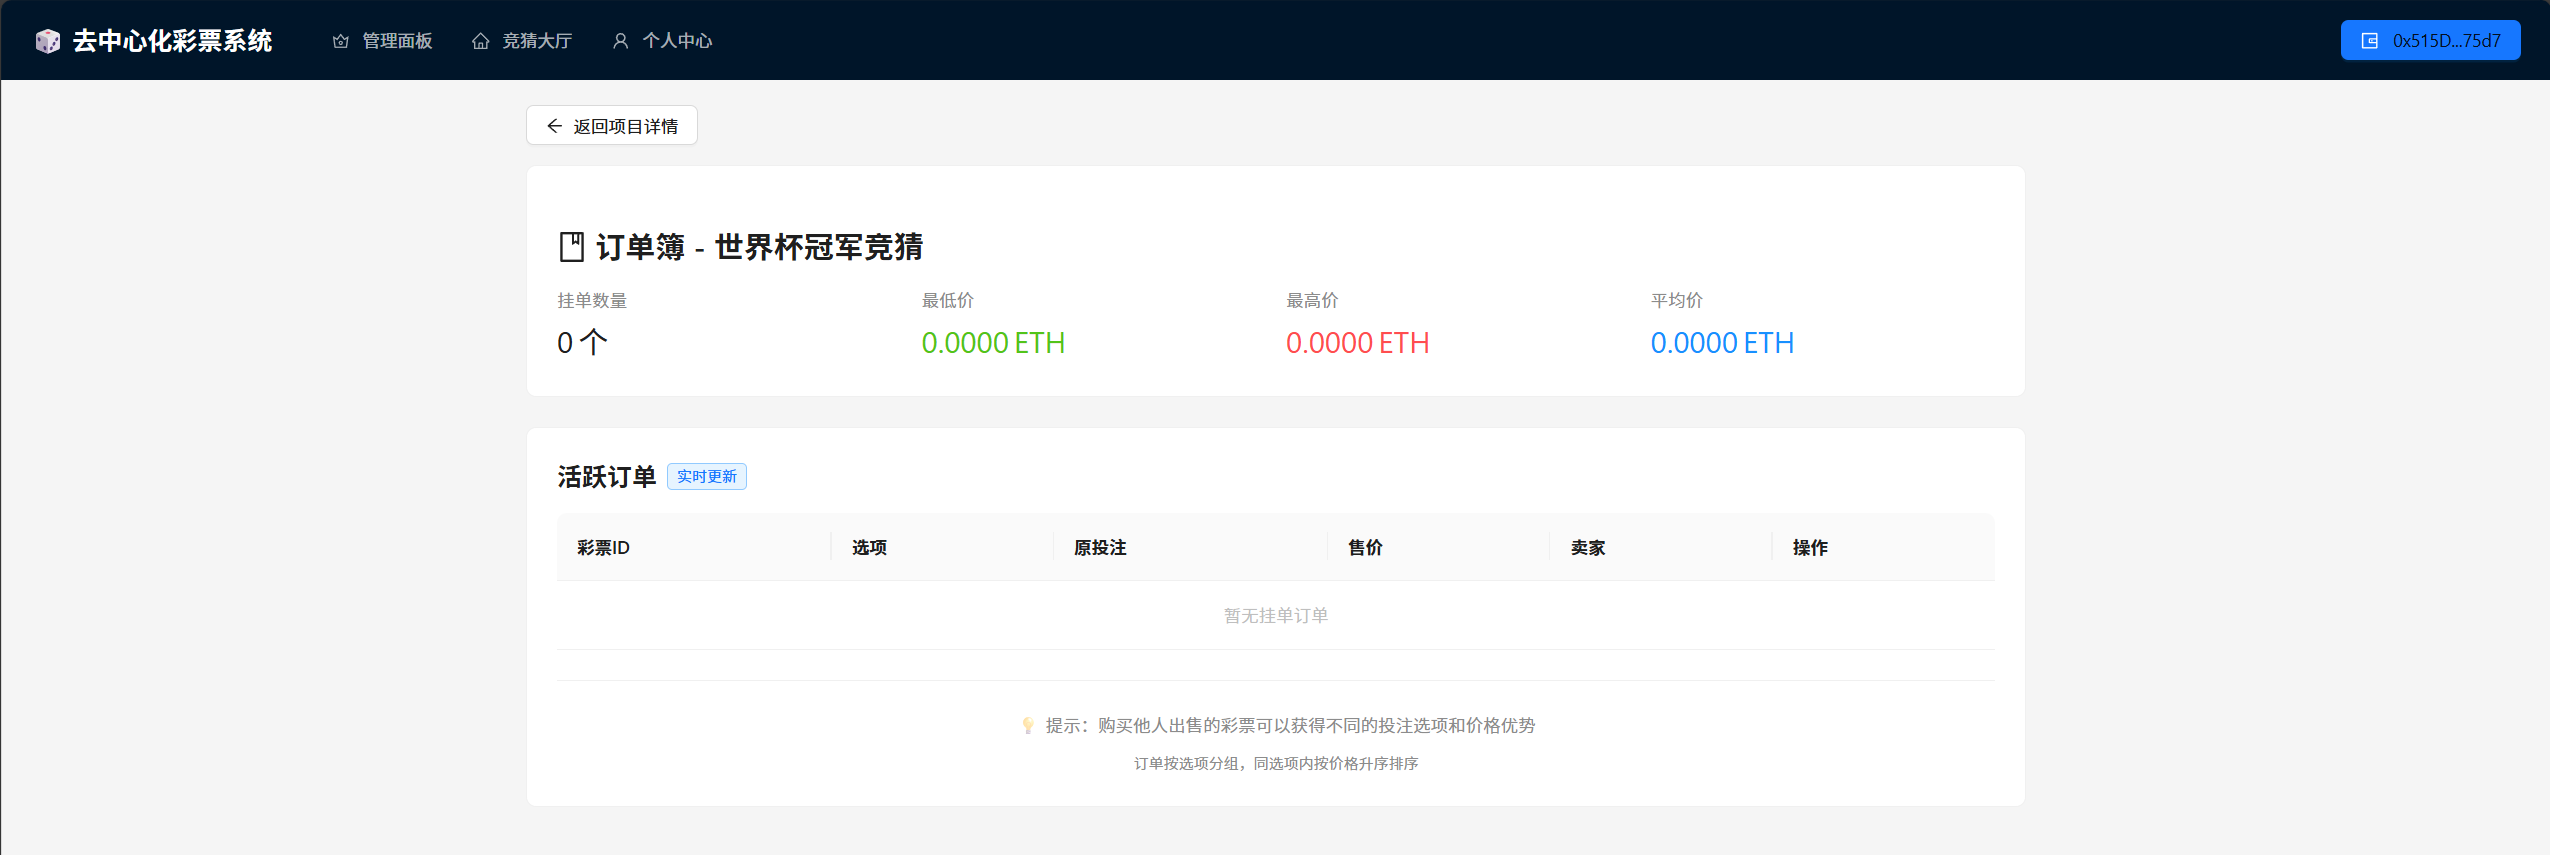 去中心化彩票系统 管理面板 竞猜大厅 个人中心 0x515D...75d7
返回项目详情
订单簿 - 世界杯冠军竞猜
挂单数量 最低价 最高价 平均价
0 个 0.0000 ETH 0.0000 ETH 0.0000 ETH
活跃订单 实时更新
彩票ID 选项 原投注 售价 卖家 操作
暂无挂单订单
提示：购买他人出售的彩票可以获得不同的投注选项和价格优势
订单按选项分组，同选项内按价格升序排序